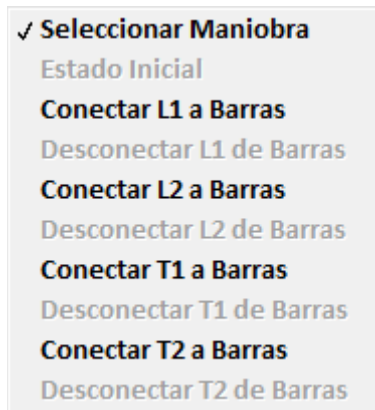 ✓ Seleccionar Maniobra
Estado Inicial
Conectar L1 a Barras
Desconectar L1 de Barras
Conectar L2 a Barras
Desconectar L2 de Barras
Conectar T1 a Barras
Desconectar T1 de Barras
Conectar T2 a Barras
Desconectar T2 de Barras